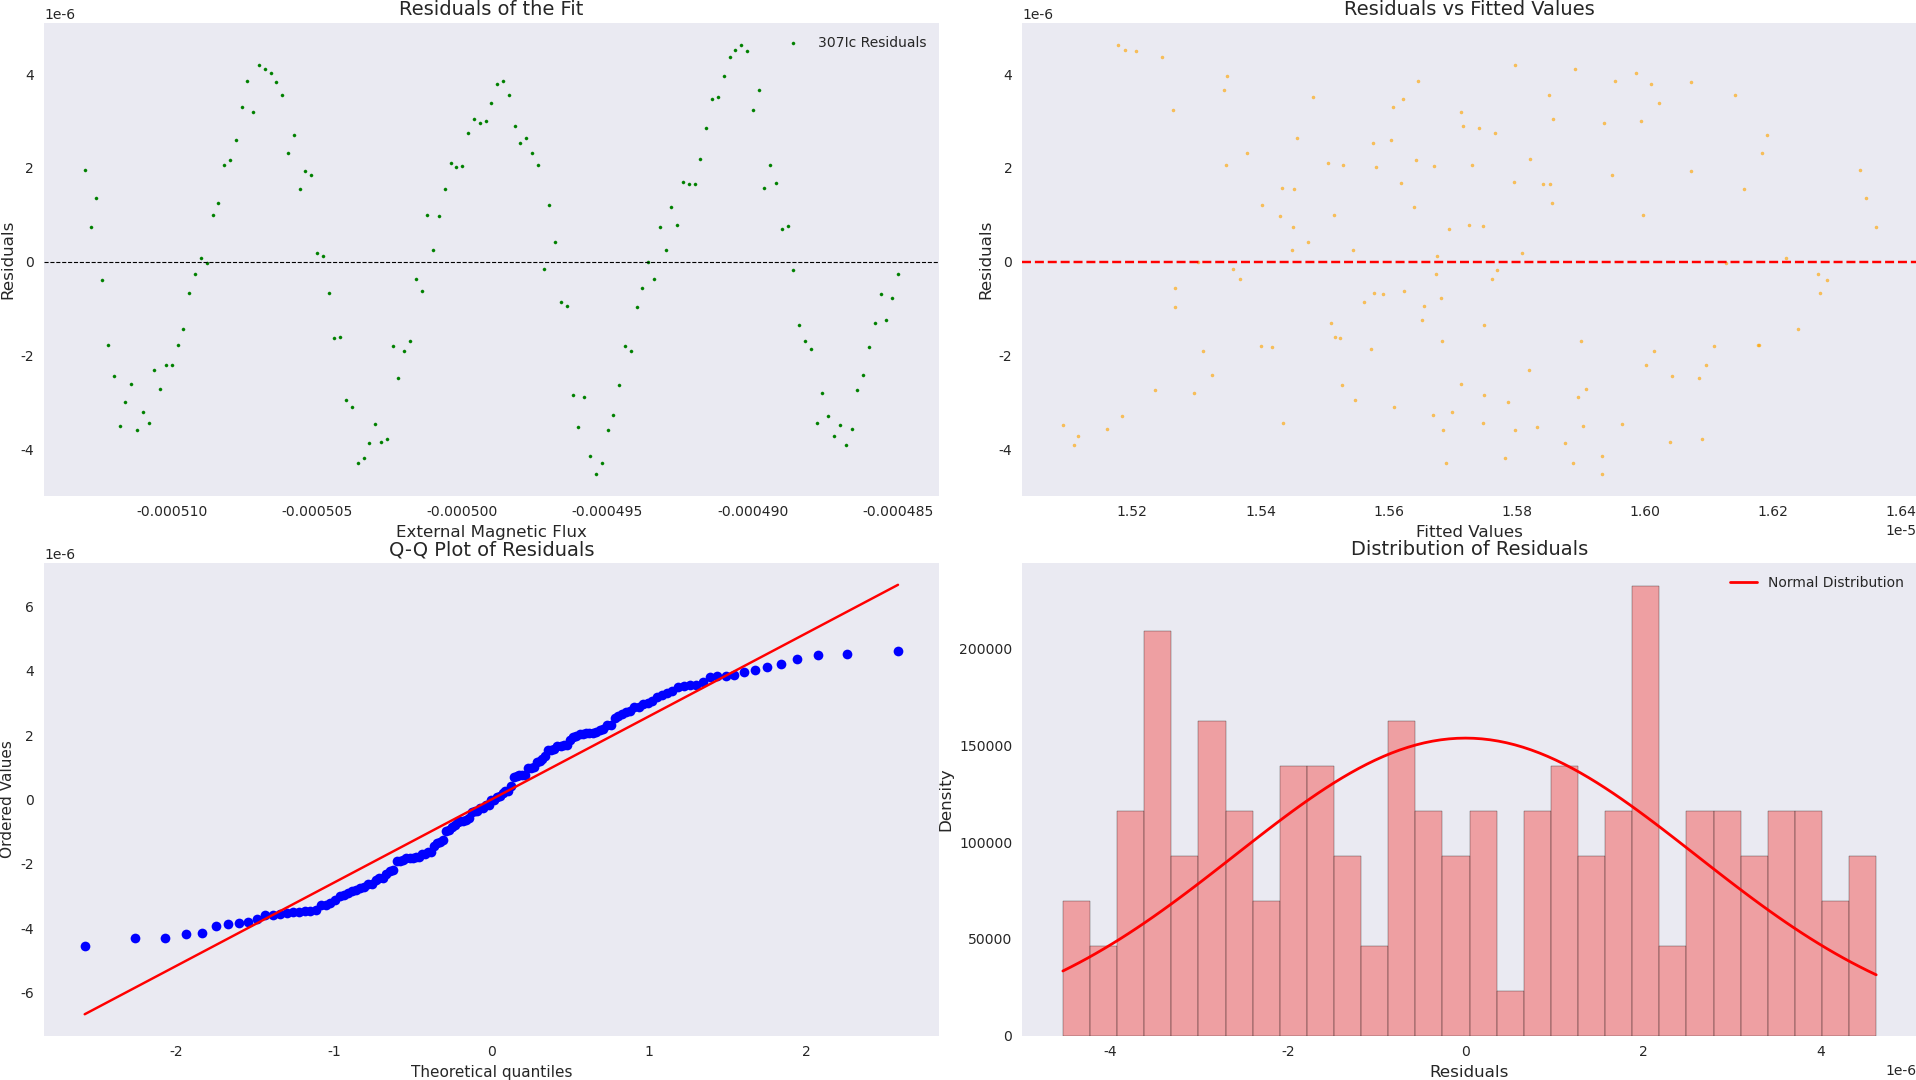 Residuals of the Fit
1e-6
307Ic Residuals
4
2
0
-2
-4
Residuals
-0.000510 -0.000505 -0.000500 -0.000495 -0.000490 -0.000485
External Magnetic Flux
Residuals vs Fitted Values
1e-6
4
2
0
-2
-4
Residuals
1.52 1.54 1.56 1.58 1.60 1.62 1.64
Fitted Values
1e-5
Q-Q Plot of Residuals
1e-6
6
4
2
0
-2
-4
-6
Ordered Values
-2 -1 0 1 2
Theoretical quantiles
Distribution of Residuals
Normal Distribution
200000
150000
100000
50000
0
Density
-4 -2 0 2 4
Residuals
1e-6